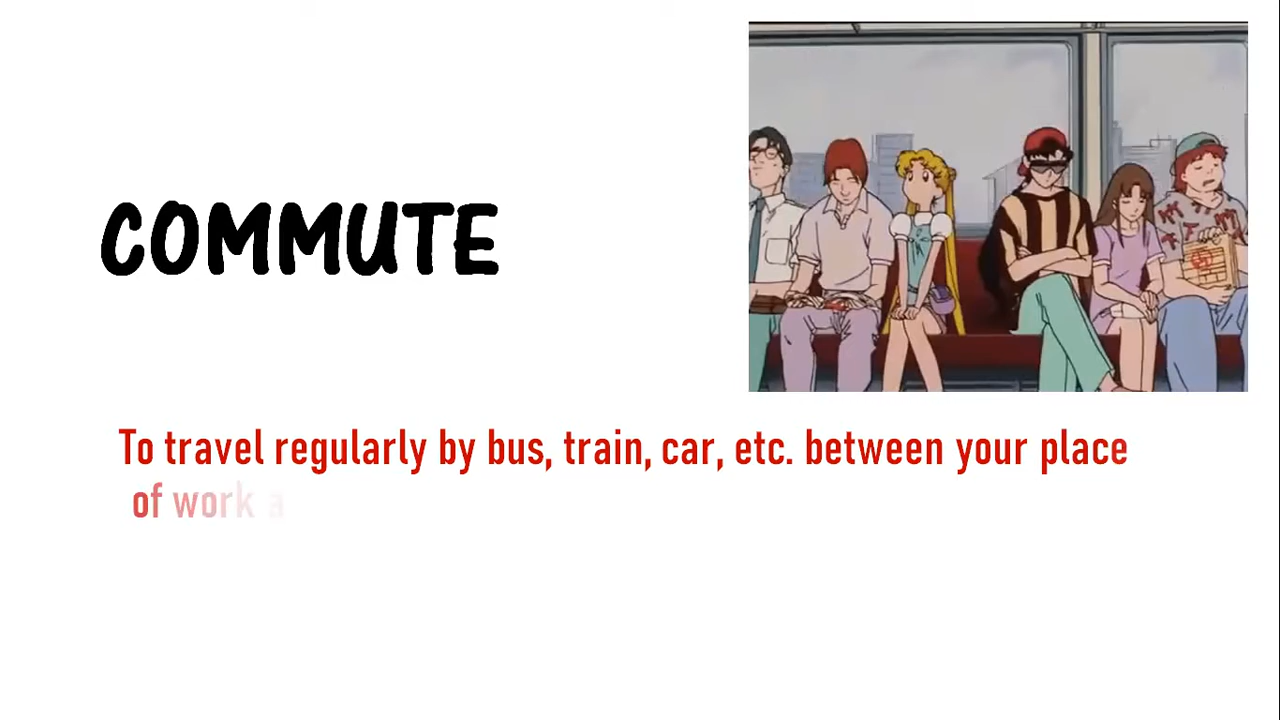 COMMUTE
To travel regularly by bus, train, car, etc. between your place
of work a